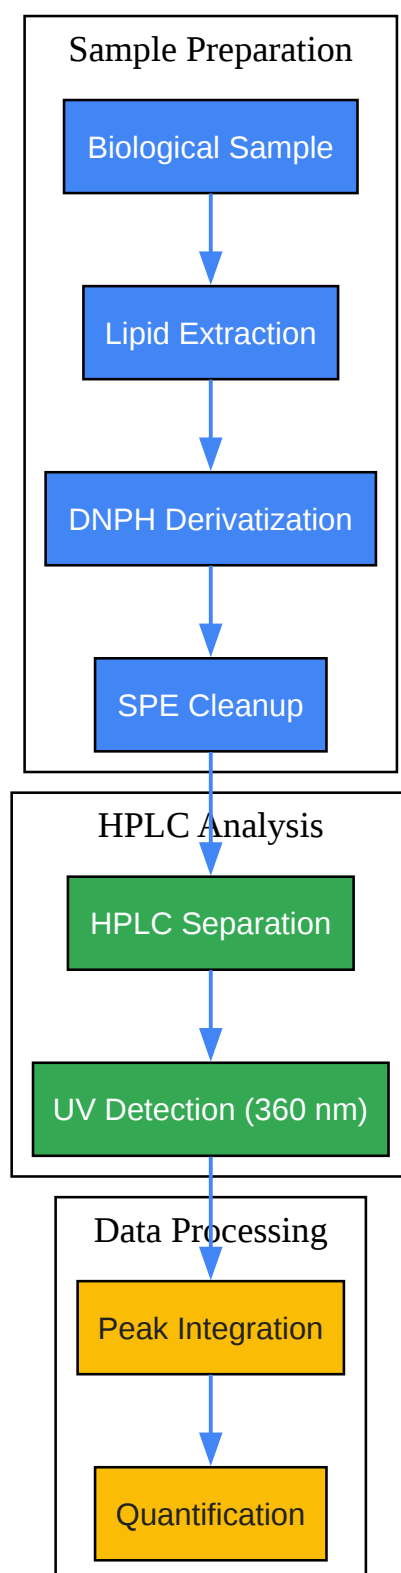 Sample Preparation
Biological Sample
Lipid Extraction
DNPH Derivatization
SPE Cleanup
HPLC Analysis
HPLC Separation
UV Detection (360 nm)
Data Processing
Peak Integration
Quantification